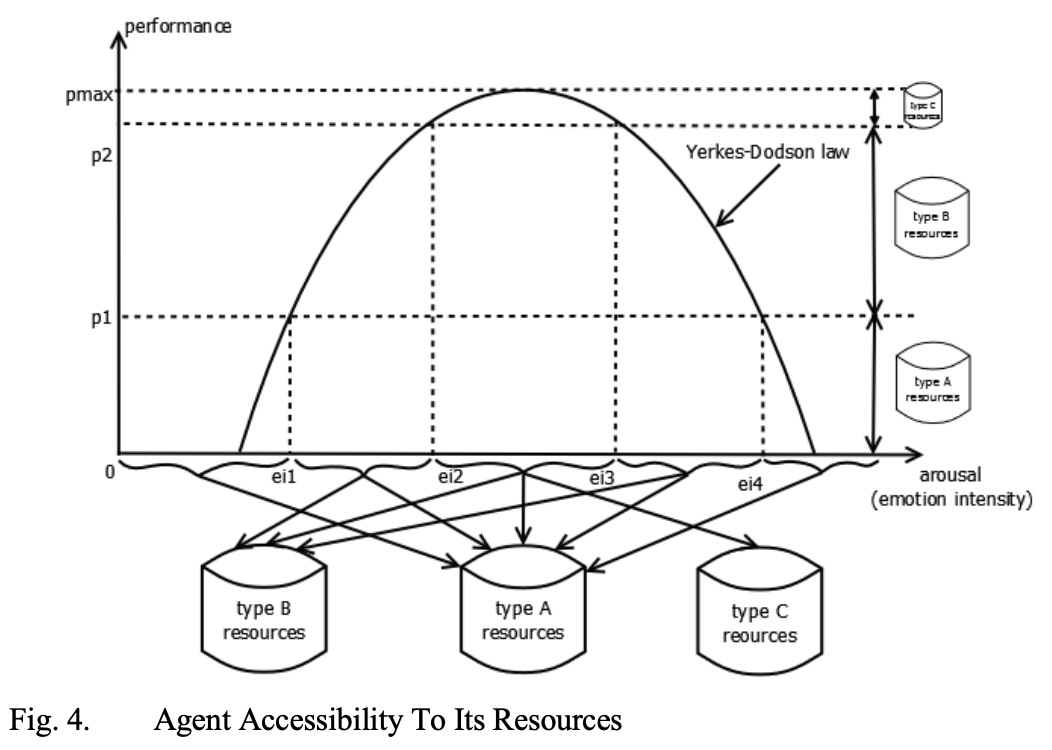 performance
pmax
type C
resources
p2
Yerkes-Dodson law
type B
resources
p1
type A
resources
0
ei1
ei2
ei3
ei4
arousal
(emotion intensity)
type B
resources
type A
resources
type C
reources
Fig. 4. Agent Accessibility To Its Resources